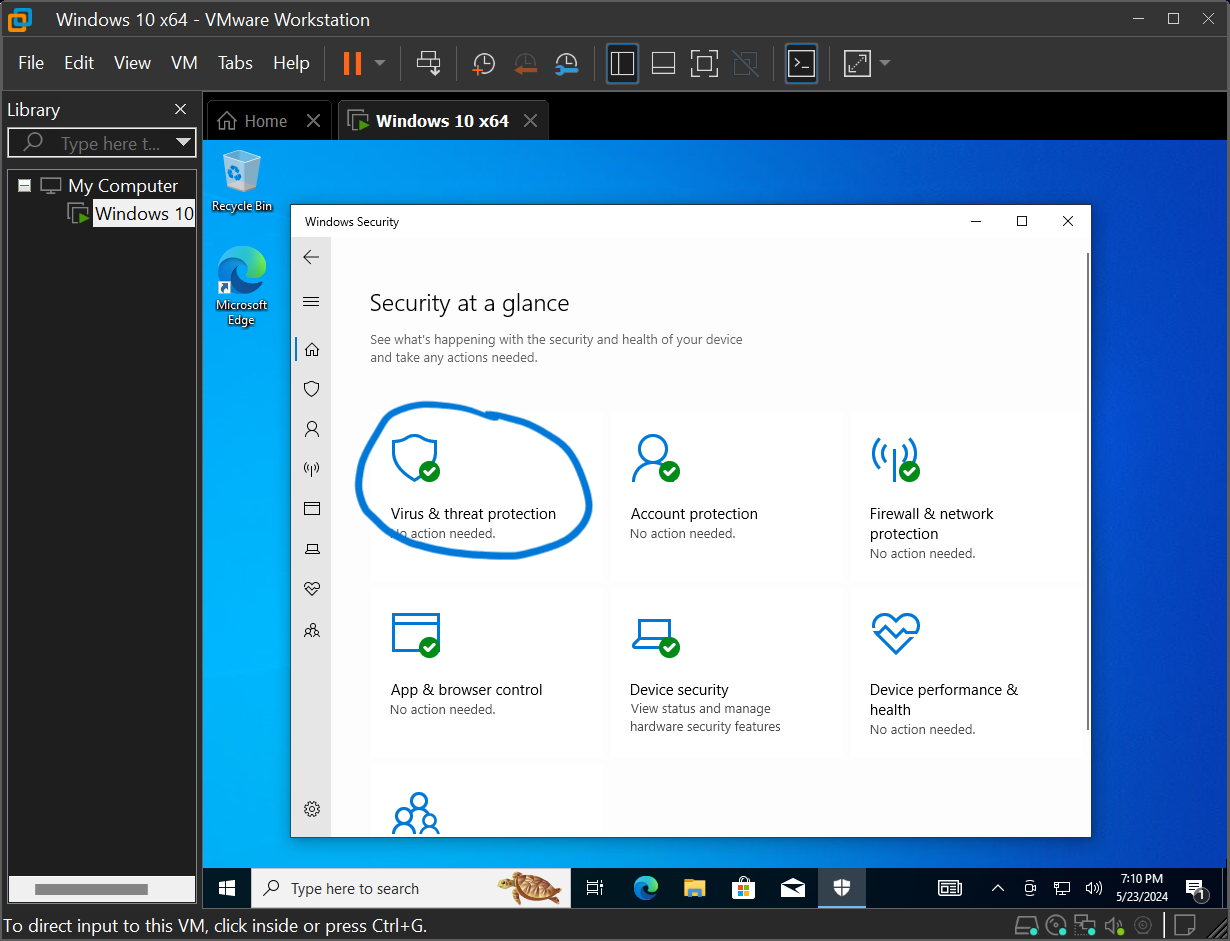 Windows 10 x64 - VMware Workstation
File Edit View VM Tabs Help
Library
Type here t...
My Computer
Windows 10
Home
Windows 10 x64
Recycle Bin
Microsoft
Edge
Windows Security
Security at a glance
See what's happening with the security and health of your device
and take any actions needed.
Virus & threat protection
No action needed.
Account protection
No action needed.
Firewall & network
protection
No action needed.
App & browser control
No action needed.
Device security
View status and manage
hardware security features
Device performance &
health
No action needed.
Type here to search
7:10 PM
5/23/2024
1
To direct input to this VM, click inside or press Ctrl+G.